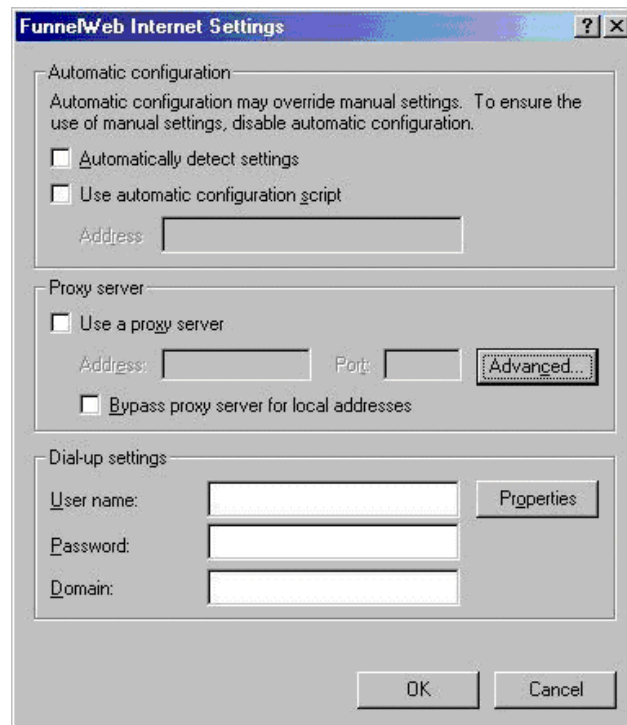 FunnelWeb Internet Settings
Automatic configuration
Automatic configuration may override manual settings. To ensure the
use of manual settings, disable automatic configuration.
Automatically detect settings
Use automatic configuration script
Address
Proxy server
Use a proxy server
Address: Port: Advanced...
Bypass proxy server for local addresses
Dial-up settings
User name: Properties
Password:
Domain:
OK Cancel